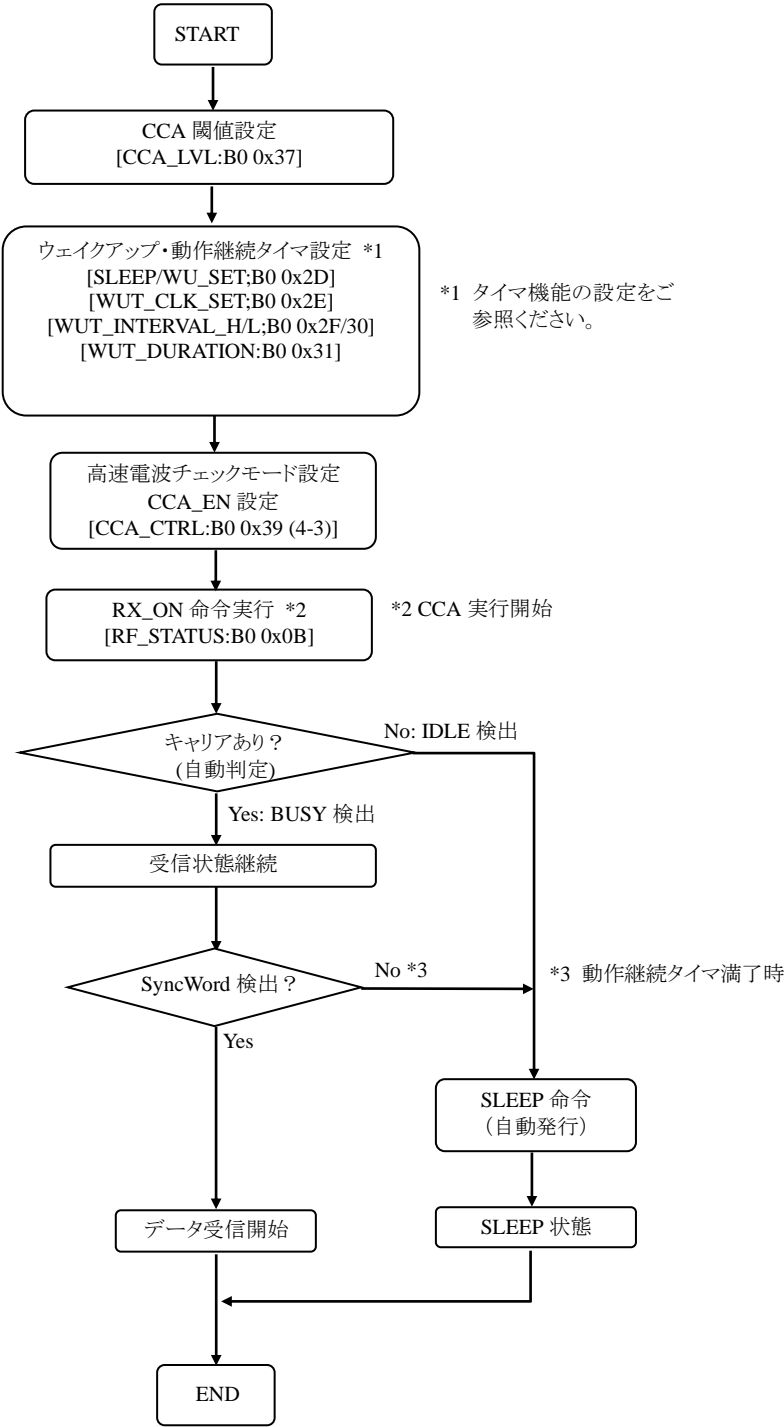 START
CCA 閾値設定
[CCA_LVL:B0 0x37]
ウェイクアップ・動作継続タイマ設定 *1
[SLEEP/WU_SET;B0 0x2D]
[WUT_CLK_SET;B0 0x2E]
[WUT_INTERVAL_H/L;B0 0x2F/30]
[WUT_DURATION:B0 0x31]
*1 タイマ機能の設定をご
参照ください。
高速電波チェックモード設定
CCA_EN 設定
[CCA_CTRL:B0 0x39 (4-3)]
RX_ON 命令実行 *2
[RF_STATUS:B0 0x0B]
*2 CCA 実行開始
キャリアあり?
(自動判定)
No: IDLE 検出
Yes: BUSY 検出
受信状態継続
SyncWord 検出?
No *3
*3 動作継続タイマ満了時
Yes
SLEEP 命令
(自動発行)
データ受信開始
SLEEP 状態
END